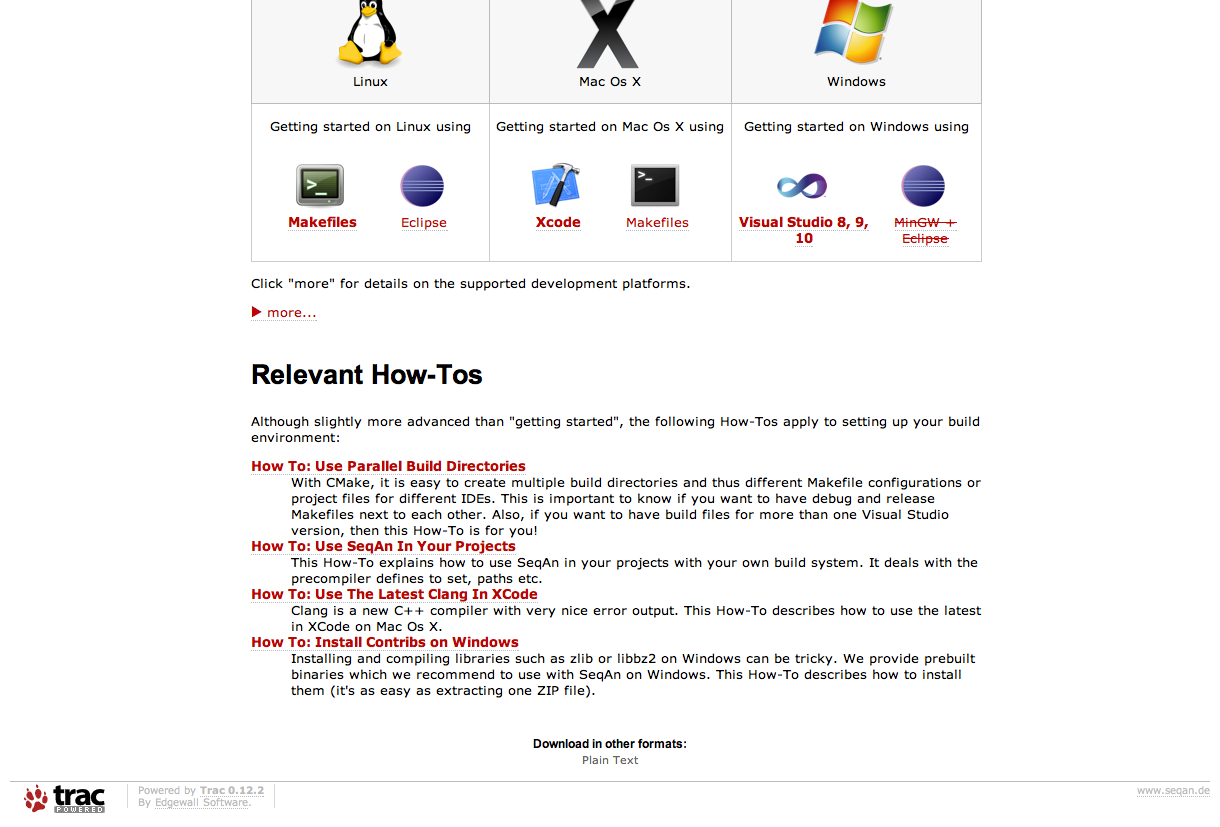 Linux
Mac Os X
Windows
Getting started on Linux using
Getting started on Mac Os X using
Getting started on Windows using
Makefiles
Eclipse
Xcode
Makefiles
Visual Studio 8, 9,
10
MinGW +
Eclipse
Click "more" for details on the supported development platforms.
more...
Relevant How-Tos
Although slightly more advanced than "getting started", the following How-Tos apply to setting up your build
environment:
How To: Use Parallel Build Directories
With CMake, it is easy to create multiple build directories and thus different Makefile configurations or
project files for different IDEs. This is important to know if you want to have debug and release
Makefiles next to each other. Also, if you want to have build files for more than one Visual Studio
version, then this How-To is for you!
How To: Use SeqAn In Your Projects
This How-To explains how to use SeqAn in your projects with your own build system. It deals with the
precompiler defines to set, paths etc.
How To: Use The Latest Clang In XCode
Clang is a new C++ compiler with very nice error output. This How-To describes how to use the latest
in XCode on Mac Os X.
How To: Install Contribs on Windows
Installing and compiling libraries such as zlib or libbz2 on Windows can be tricky. We provide prebuilt
binaries which we recommend to use with SeqAn on Windows. This How-To describes how to install
them (it's as easy as extracting one ZIP file).
Download in other formats:
Plain Text
trac
POWERED
Powered by Trac 0.12.2
By Edgewall Software.
www.seqan.de